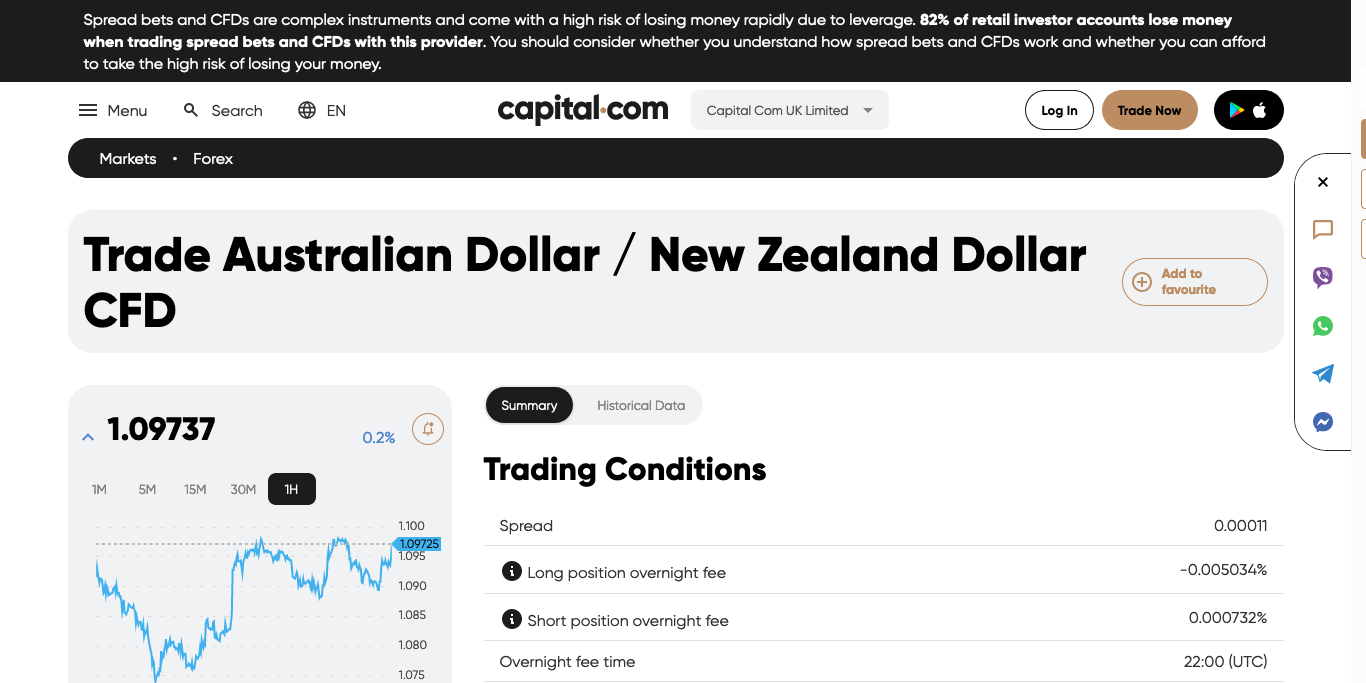 Spread bets and CFDs are complex instruments and come with a high risk of losing money rapidly due to leverage. 82% of retail investor accounts lose money
when trading spread bets and CFDs with this provider. You should consider whether you understand how spread bets and CFDs work and whether you can afford
to take the high risk of losing your money.
Menu
Search
EN
capital.com
Capital Com UK Limited
Log In
Trade Now
Markets • Forex
Trade Australian Dollar / New Zealand Dollar
CFD
Add to
favourite
1.09737
0.2%
1M 5M 15M 30M 1H
1.100
1.09725
1.095
1.090
1.085
1.080
1.075
Summary
Historical Data
Trading Conditions
Spread 0.00011
Long position overnight fee -0.005034%
Short position overnight fee 0.000732%
Overnight fee time 22:00 (UTC)